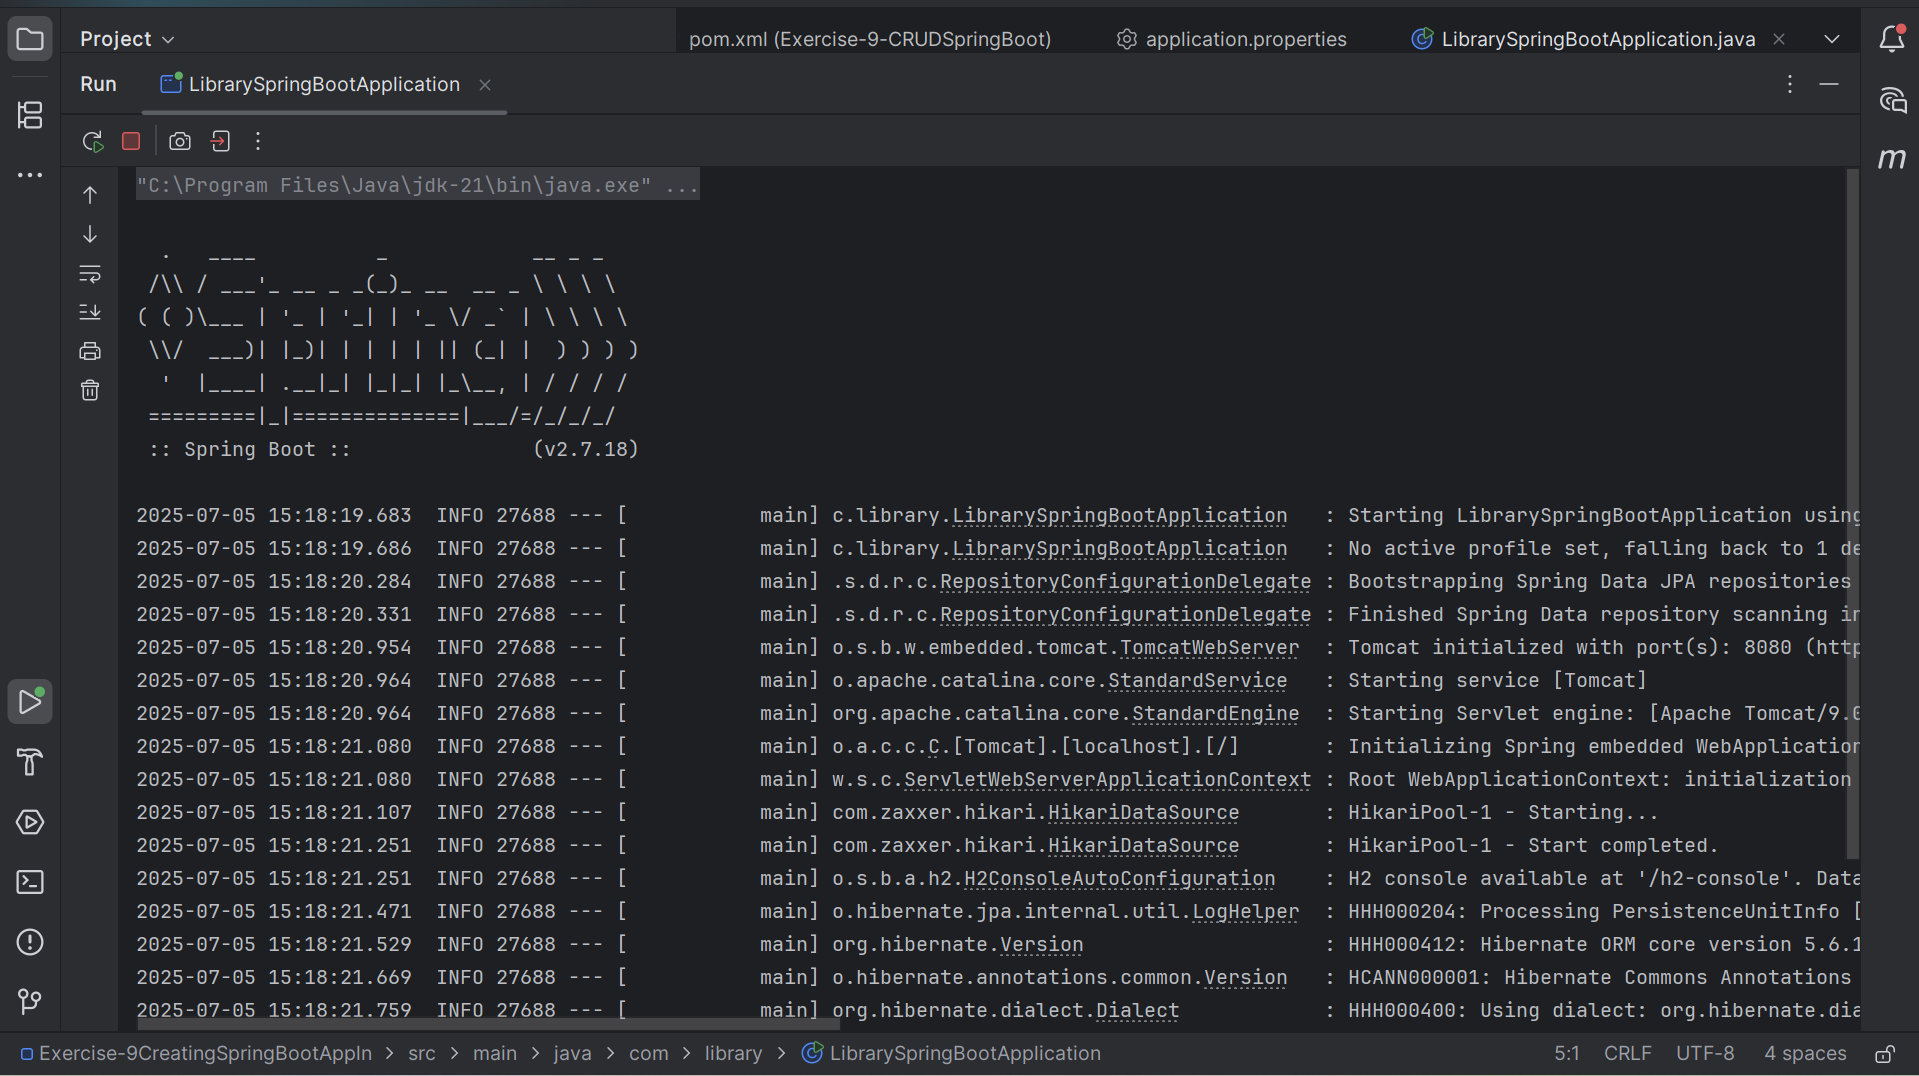 Project
pom.xml (Exercise-9-CRUDSpringBoot) application.properties LibrarySpringBootApplication.java
Run LibrarySpringBootApplication
"C:\Program Files\Java\jdk-21\bin\java.exe" ...
  .   ____          _            __ _ _
 /\\ / ___'_ __ _ _(_)_ __  __ _ \ \ \ \
( ( )\___ | '_ | '_| | '_ \/ _` | \ \ \ \
 \\/  ___)| |_)| | | | | || (_| |  ) ) ) )
  '  |____| .__|_| |_|_| |_\__, | / / / /
 =========|_|==============|___/=/_/_/_/
 :: Spring Boot ::               (v2.7.18)
2025-07-05 15:18:19.683  INFO 27688 --- [           main] c.library.LibrarySpringBootApplication   : Starting LibrarySpringBootApplication using
2025-07-05 15:18:19.686  INFO 27688 --- [           main] c.library.LibrarySpringBootApplication   : No active profile set, falling back to 1 de
2025-07-05 15:18:20.284  INFO 27688 --- [           main] .s.d.r.c.RepositoryConfigurationDelegate : Bootstrapping Spring Data JPA repositories
2025-07-05 15:18:20.331  INFO 27688 --- [           main] .s.d.r.c.RepositoryConfigurationDelegate : Finished Spring Data repository scanning in
2025-07-05 15:18:20.954  INFO 27688 --- [           main] o.s.b.w.embedded.tomcat.TomcatWebServer  : Tomcat initialized with port(s): 8080 (http
2025-07-05 15:18:20.964  INFO 27688 --- [           main] o.apache.catalina.core.StandardService   : Starting service [Tomcat]
2025-07-05 15:18:20.964  INFO 27688 --- [           main] org.apache.catalina.core.StandardEngine  : Starting Servlet engine: [Apache Tomcat/9.0
2025-07-05 15:18:21.080  INFO 27688 --- [           main] o.a.c.c.C.[Tomcat].[localhost].[/]       : Initializing Spring embedded WebApplication
2025-07-05 15:18:21.080  INFO 27688 --- [           main] w.s.c.ServletWebServerApplicationContext : Root WebApplicationContext: initialization
2025-07-05 15:18:21.107  INFO 27688 --- [           main] com.zaxxer.hikari.HikariDataSource       : HikariPool-1 - Starting...
2025-07-05 15:18:21.251  INFO 27688 --- [           main] com.zaxxer.hikari.HikariDataSource       : HikariPool-1 - Start completed.
2025-07-05 15:18:21.251  INFO 27688 --- [           main] o.s.b.a.h2.H2ConsoleAutoConfiguration    : H2 console available at '/h2-console'. Data
2025-07-05 15:18:21.471  INFO 27688 --- [           main] o.hibernate.jpa.internal.util.LogHelper  : HHH000204: Processing PersistenceUnitInfo [
2025-07-05 15:18:21.529  INFO 27688 --- [           main] org.hibernate.Version                    : HHH000412: Hibernate ORM core version 5.6.1
2025-07-05 15:18:21.669  INFO 27688 --- [           main] o.hibernate.annotations.common.Version   : HCANN000001: Hibernate Commons Annotations
2025-07-05 15:18:21.759  INFO 27688 --- [           main] org.hibernate.dialect.Dialect            : HHH000400: Using dialect: org.hibernate.dia
Exercise-9CreatingSpringBootAppln > src > main > java > com > library > LibrarySpringBootApplication 5:1 CRLF UTF-8 4 spaces